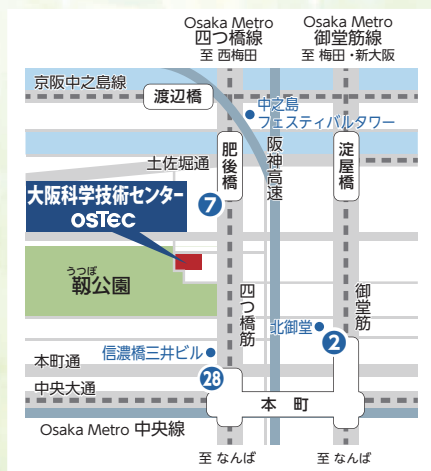 Osaka Metro
四つ橋線
至 西梅田
Osaka Metro
御堂筋線
至 梅田・新大阪
京阪中之島線
渡辺橋
中之島
フェスティバルタワー
肥後橋
阪神高速
淀屋橋
土佐堀通
大阪科学技術センター
OSTEC
7
うつぼ
靱公園
四つ橋筋
御堂筋
北御堂
2
信濃橋三井ビル
本町通
28
中央大通
本町
Osaka Metro 中央線
至 なんば
至 なんば